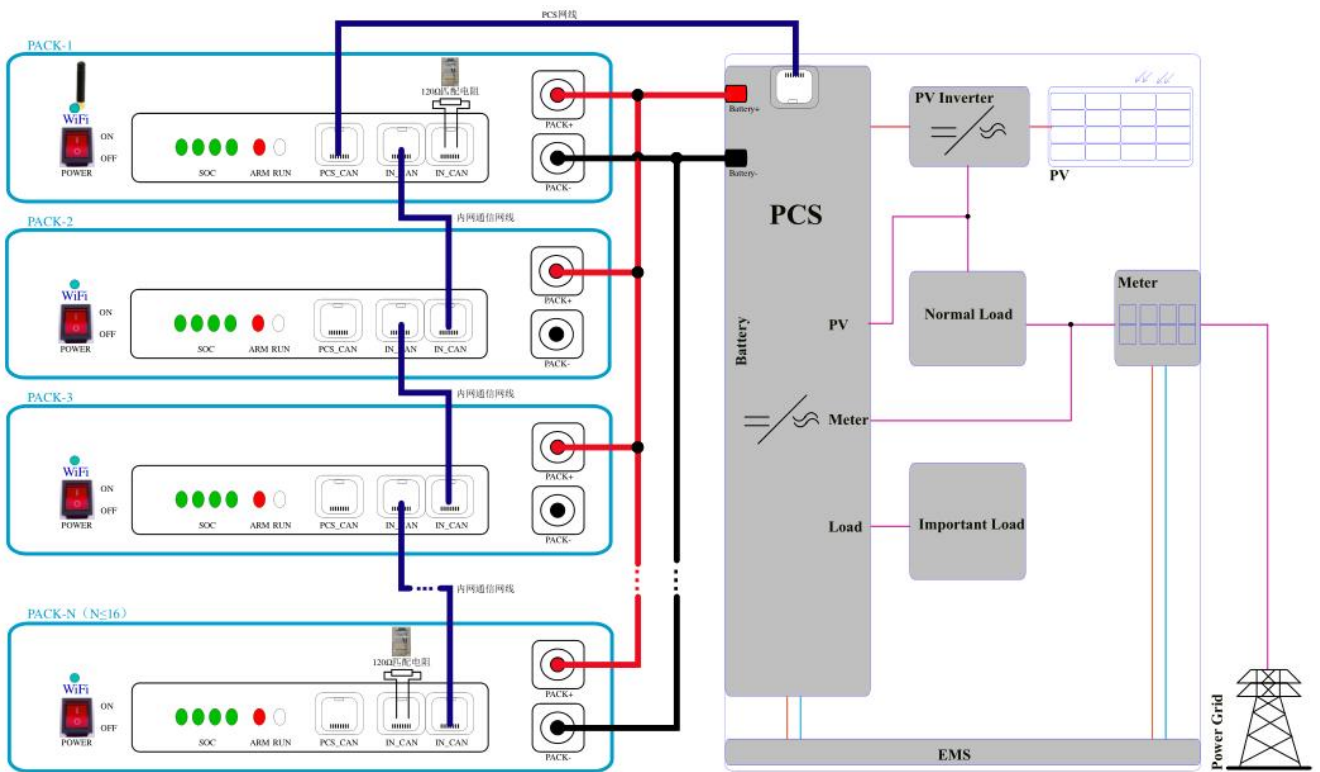 PCS网线
PACK-1
120Ω匹配电阻
WiFi
ON
OFF
POWER
SOC
ARM RUN
PCS_CAN
IN_CAN
IN_CAN
PACK+
PACK-
内网通信网线
PACK-2
WiFi
ON
OFF
POWER
SOC
ARM RUN
PCS_CAN
IN_CAN
IN_CAN
PACK+
PACK-
内网通信网线
PACK-3
WiFi
ON
OFF
POWER
SOC
ARM RUN
PCS_CAN
IN_CAN
IN_CAN
PACK+
PACK-
内网通信网线
PACK-N（N≤16）
120Ω匹配电阻
WiFi
ON
OFF
POWER
SOC
ARM RUN
PCS_CAN
IN_CAN
IN_CAN
PACK+
PACK-
Battery+
Battery-
PCS
Battery
PV
Meter
Load
PV Inverter
PV
Normal Load
Meter
Important Load
EMS
Power Grid